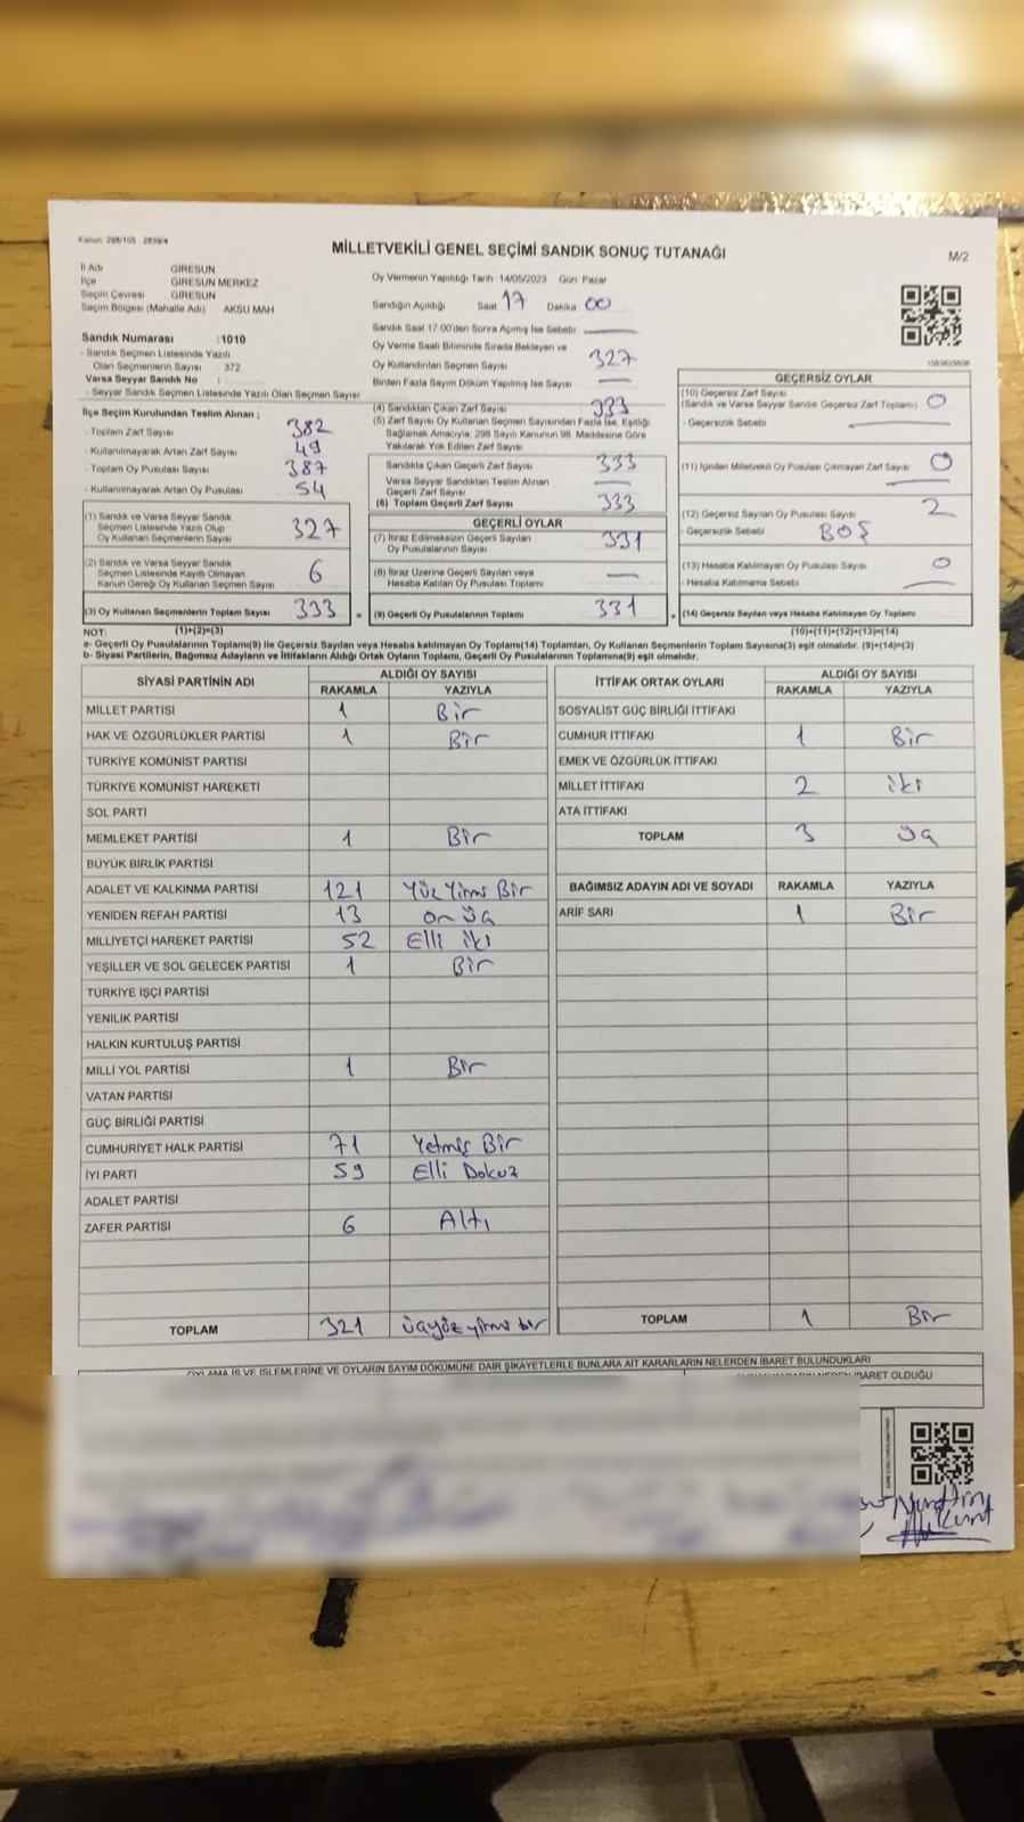 MİLLETVEKİLİ GENEL SEÇİMİ SANDIK SONUÇ TUTANAĞI
M/2
İl Adı GİRESUN
İlçe GİRESUN MERKEZ
Seçim Çevresi GİRESUN
Seçim Bölgesi (Mahalle Adı) AKSU MAH
Sandık Numarası :1010
- Sandık Seçmen Listesinde Yazılı
Olan Seçmenlerin Sayısı 372
Varsa Seyyar Sandık No :
- Seyyar Sandık Seçmen Listesinde Yazılı Olan Seçmen Sayısı
Oy Vermenin Yapıldığı Tarih 14/05/2023 Gün Pazar
Sandığın Açıldığı Saat 17 Dakika 00
Sandık Saat 17.00'den Sonra Açılmış İse Sebebi
Oy Verme Saati Bitiminde Sırada Bekleyen ve
Oy Kullandırılan Seçmen Sayısı 327
Birden Fazla Sayım Döküm Yapılmış İse Sayısı —
İlçe Seçim Kurulundan Teslim Alınan ;
- Toplam Zarf Sayısı 382
- Kullanılmayarak Artan Zarf Sayısı 49
- Toplam Oy Pusulası Sayısı 387
- Kullanılmayarak Artan Oy Pusulası 54
(1) Sandık ve Varsa Seyyar Sandık
Seçmen Listesinde Yazılı Olup
Oy Kullanan Seçmenlerin Sayısı 327
(2) Sandık ve Varsa Seyyar Sandık
Seçmen Listesinde Kayıtlı Olmayan
Kanun Gereği Oy Kullanan Seçmen Sayısı 6
(3) Oy Kullanan Seçmenlerin Toplam Sayısı 333 =
(1)+(2)=(3)
(4) Sandıktan Çıkan Zarf Sayısı 333
(5) Zarf Sayısı Oy Kullanan Seçmen Sayısından Fazla İse, Eşitliği
Sağlamak Amacıyla; 298 Sayılı Kanunun 98. Maddesine Göre
Yakılarak Yok Edilen Zarf Sayısı
Sandıkta Çıkan Geçerli Zarf Sayısı 333
Varsa Seyyar Sandıktan Teslim Alınan
Geçerli Zarf Sayısı —
(6) Toplam Geçerli Zarf Sayısı 333
GEÇERLİ OYLAR
(7) İtiraz Edilmeksizin Geçerli Sayılan
Oy Pusulalarının Sayısı 331
(8) İtiraz Üzerine Geçerli Sayılan veya
Hesaba Katılan Oy Pusulası Toplamı —
(9) Geçerli Oy Pusulalarının Toplamı 331
GEÇERSİZ OYLAR
(10) Geçersiz Zarf Sayısı
(Sandık ve Varsa Seyyar Sandık Geçersiz Zarf Toplamı) 0
- Geçersizlik Sebebi
(11) İçinden Milletvekili Oy Pusulası Çıkmayan Zarf Sayısı 0
(12) Geçersiz Sayılan Oy Pusulası Sayısı 2
- Geçersizlik Sebebi BOŞ
(13) Hesaba Katılmayan Oy Pusulası Sayısı 0
- Hesaba Katılmama Sebebi
(14) Geçersiz Sayılan veya Hesaba Katılmayan Oy Toplamı
(10)+(11)+(12)+(13)=(14)
NOT:
a- Geçerli Oy Pusulalarının Toplamı(9) ile Geçersiz Sayılan veya Hesaba katılmayan Oy Toplamı(14) Toplamları, Oy Kullanan Seçmenlerin Toplam Sayısına(3) eşit olmalıdır. (9)+(14)=(3)
b- Siyasi Partilerin, Bağımsız Adayların ve İttifakların Aldığı Ortak Oyların Toplamı, Geçerli Oy Pusulalarının Toplamına(9) eşit olmalıdır.
SİYASİ PARTİNİN ADI ALDIĞI OY SAYISI
RAKAMLA YAZIYLA
MİLLET PARTİSİ 1 Bir
HAK VE ÖZGÜRLÜKLER PARTİSİ 1 Bir
TÜRKİYE KOMÜNİST PARTİSİ
TÜRKİYE KOMÜNİST HAREKETİ
SOL PARTİ
MEMLEKET PARTİSİ 1 Bir
BÜYÜK BİRLİK PARTİSİ
ADALET VE KALKINMA PARTİSİ 121 Yüz Yirmi Bir
YENİDEN REFAH PARTİSİ 13 on üç
MİLLİYETÇİ HAREKET PARTİSİ 52 Elli iki
YEŞİLLER VE SOL GELECEK PARTİSİ 1 Bir
TÜRKİYE İŞÇİ PARTİSİ
YENİLİK PARTİSİ
HALKIN KURTULUŞ PARTİSİ
MİLLİ YOL PARTİSİ 1 Bir
VATAN PARTİSİ
GÜÇ BİRLİĞİ PARTİSİ
CUMHURİYET HALK PARTİSİ 71 Yetmiş Bir
İYİ PARTİ 59 Elli Dokuz
ADALET PARTİSİ
ZAFER PARTİSİ 6 Altı
TOPLAM 321 üçyüz yirmi bir
İTTİFAK ORTAK OYLARI ALDIĞI OY SAYISI
RAKAMLA YAZIYLA
SOSYALİST GÜÇ BİRLİĞİ İTTİFAKI
CUMHUR İTTİFAKI 1 Bir
EMEK VE ÖZGÜRLÜK İTTİFAKI
MİLLET İTTİFAKI 2 iki
ATA İTTİFAKI
TOPLAM 3 üç
BAĞIMSIZ ADAYIN ADI VE SOYADI RAKAMLA YAZIYLA
ARİF SARI 1 Bir
TOPLAM 1 Bir
OYLAMA İŞ VE İŞLEMLERİNE VE OYLARIN SAYIM DÖKÜMÜNE DAİR ŞİKAYETLERLE BUNLARA AİT KARARLARIN NELERDEN İBARET BULUNDUKLARI
İBARET OLDUĞU